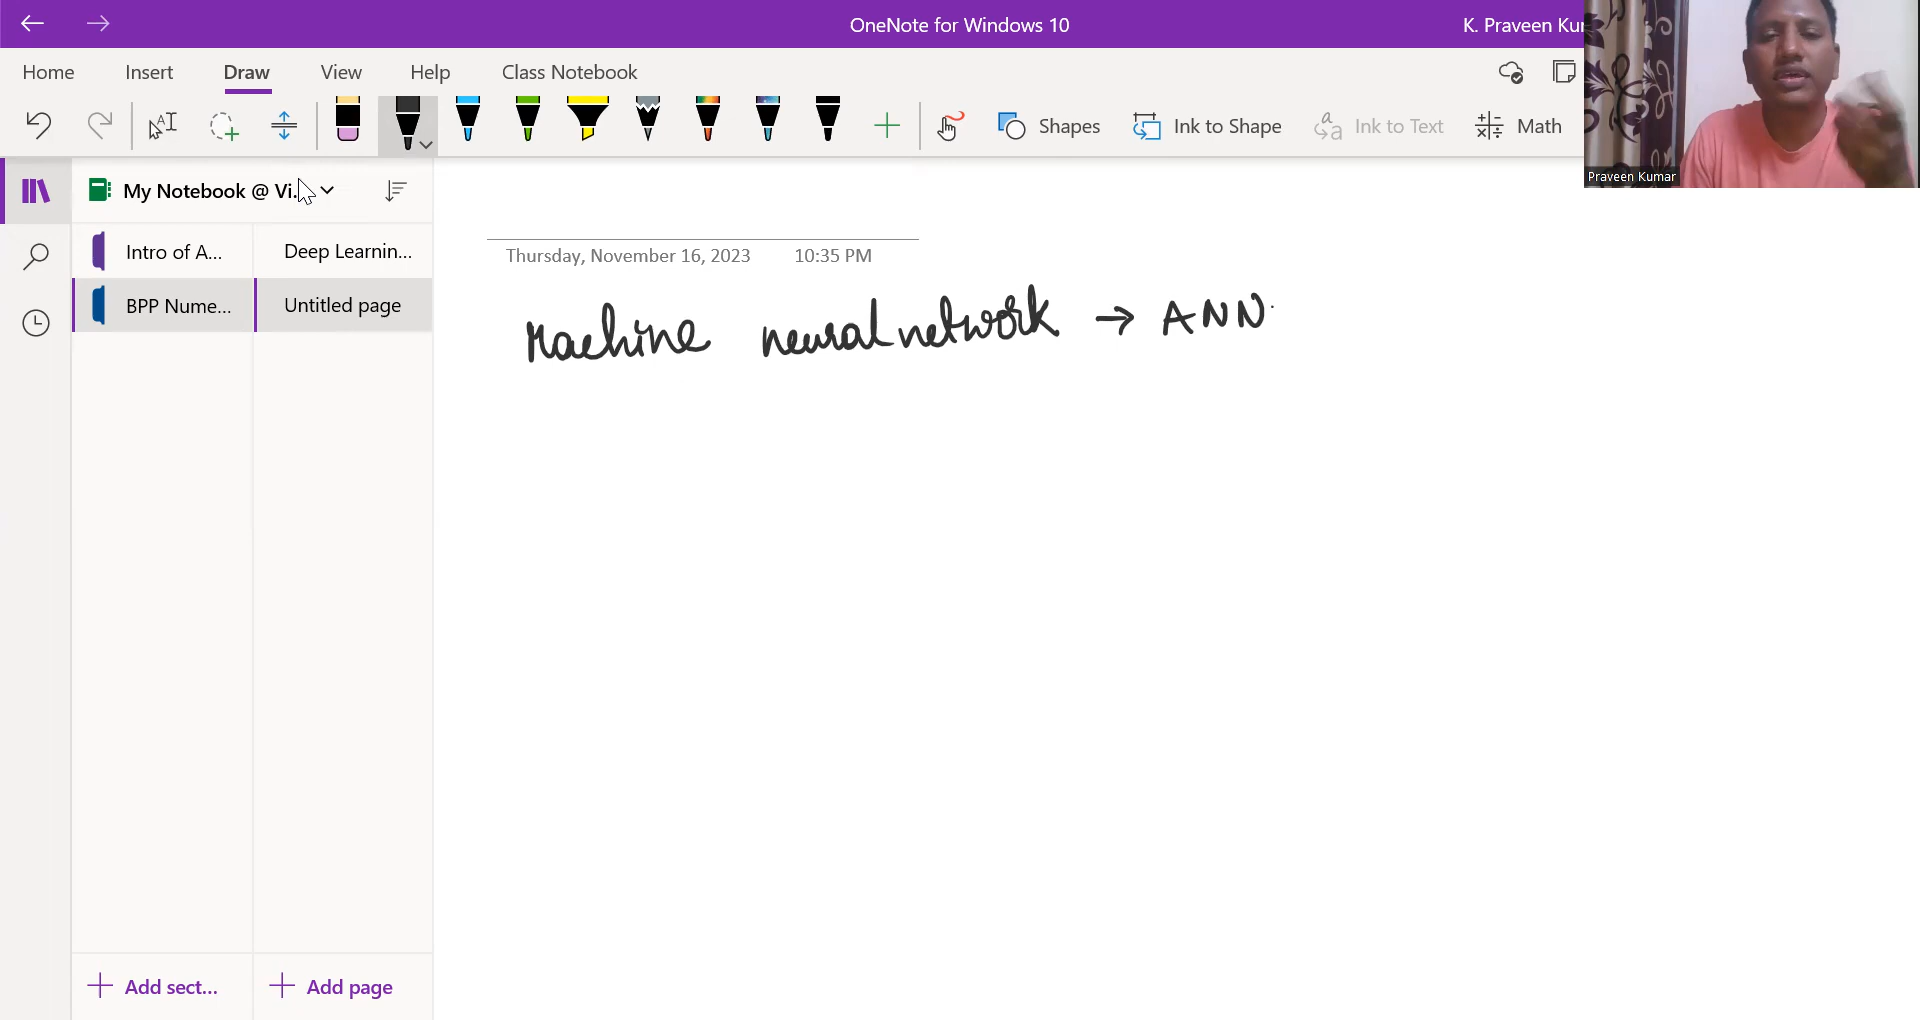 OneNote for Windows 10
K. Praveen Kur
Home Insert Draw View Help Class Notebook
Shapes Ink to Shape Ink to Text Math
Praveen Kumar
My Notebook @ Vi...
Intro of A...
Deep Learnin...
BPP Nume...
Untitled page
Thursday, November 16, 2023 10:35 PM
Machine neural network → ANN
Add sect...
Add page